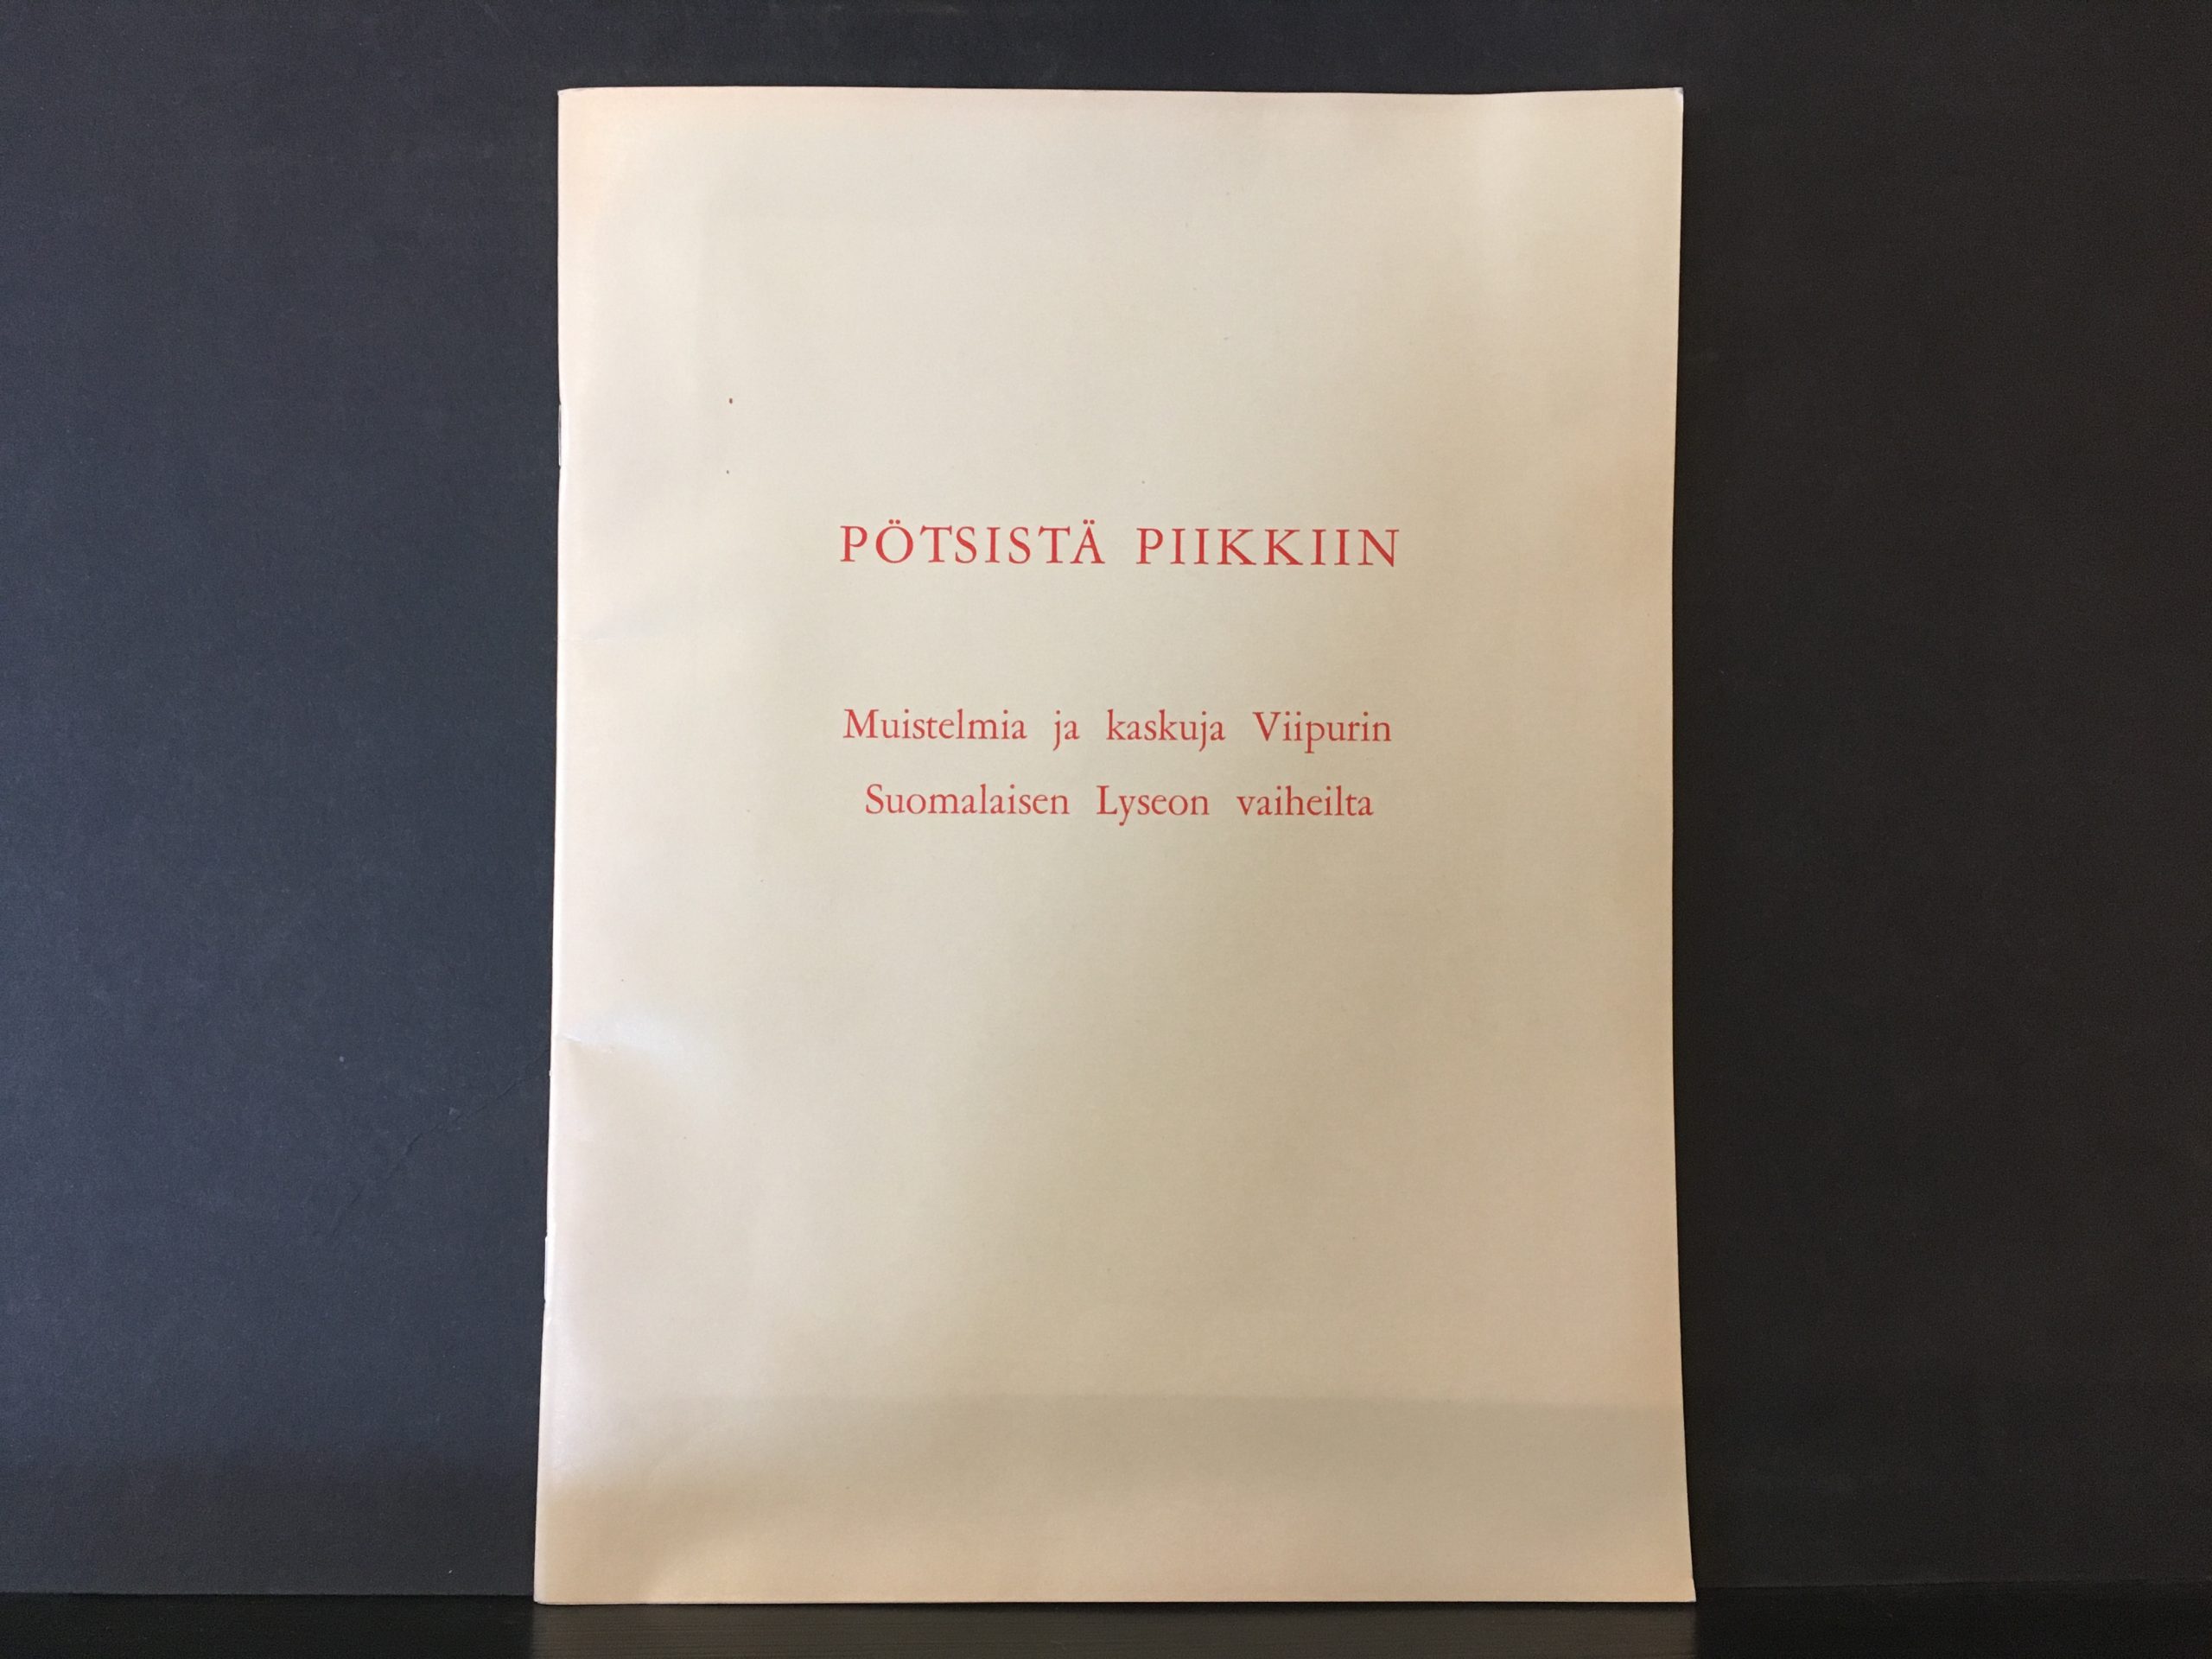 PÖTSISTÄ PIIKKIIN
Muistelmia ja kaskuja Viipurin
Suomalaisen Lyseon vaiheilta